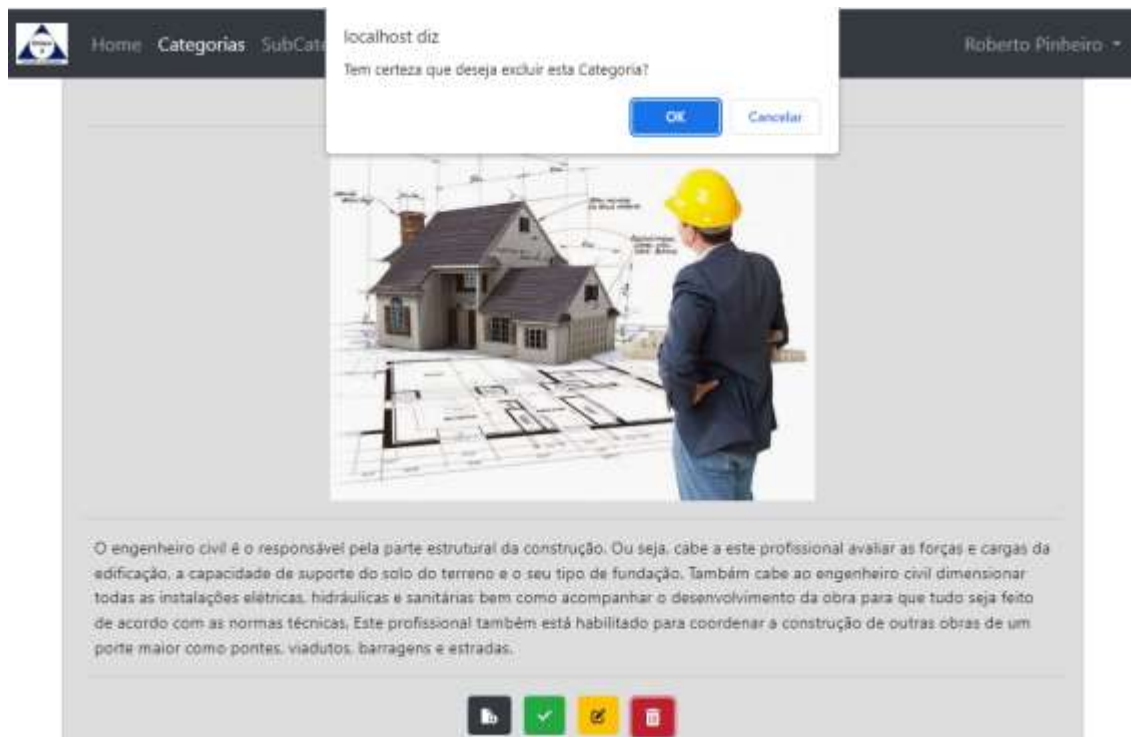 localhost diz
Tem certeza que deseja excluir esta Categoria?
OK Cancelar
Home Categorias SubCate
Roberto Pinheiro
O engenheiro civil é o responsável pela parte estrutural da construção. Ou seja, cabe a este profissional avaliar as forças e cargas da
edificação, a capacidade de suporte do solo do terreno e o seu tipo de fundação. Também cabe ao engenheiro civil dimensionar
todas as instalações elétricas, hidráulicas e sanitárias bem como acompanhar o desenvolvimento da obra para que tudo seja feito
de acordo com as normas técnicas. Este profissional também está habilitado para coordenar a construção de outras obras de um
porte maior como pontes, viadutos, barragens e estradas.